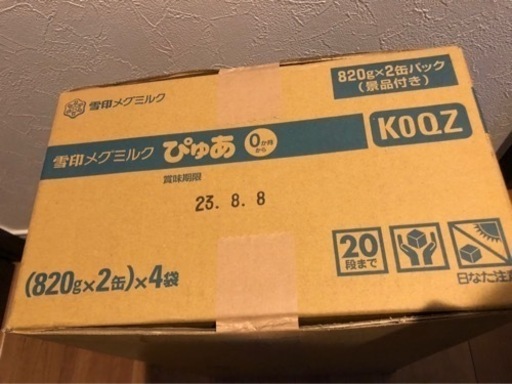 雪印メグミルク
820g×2缶パック
(景品付き)
雪印メグミルク ぴゅあ 0か月から
K0QZ
賞味期限
23. 8. 8
(820g×2缶)×4袋
20
段まで
日なた注意